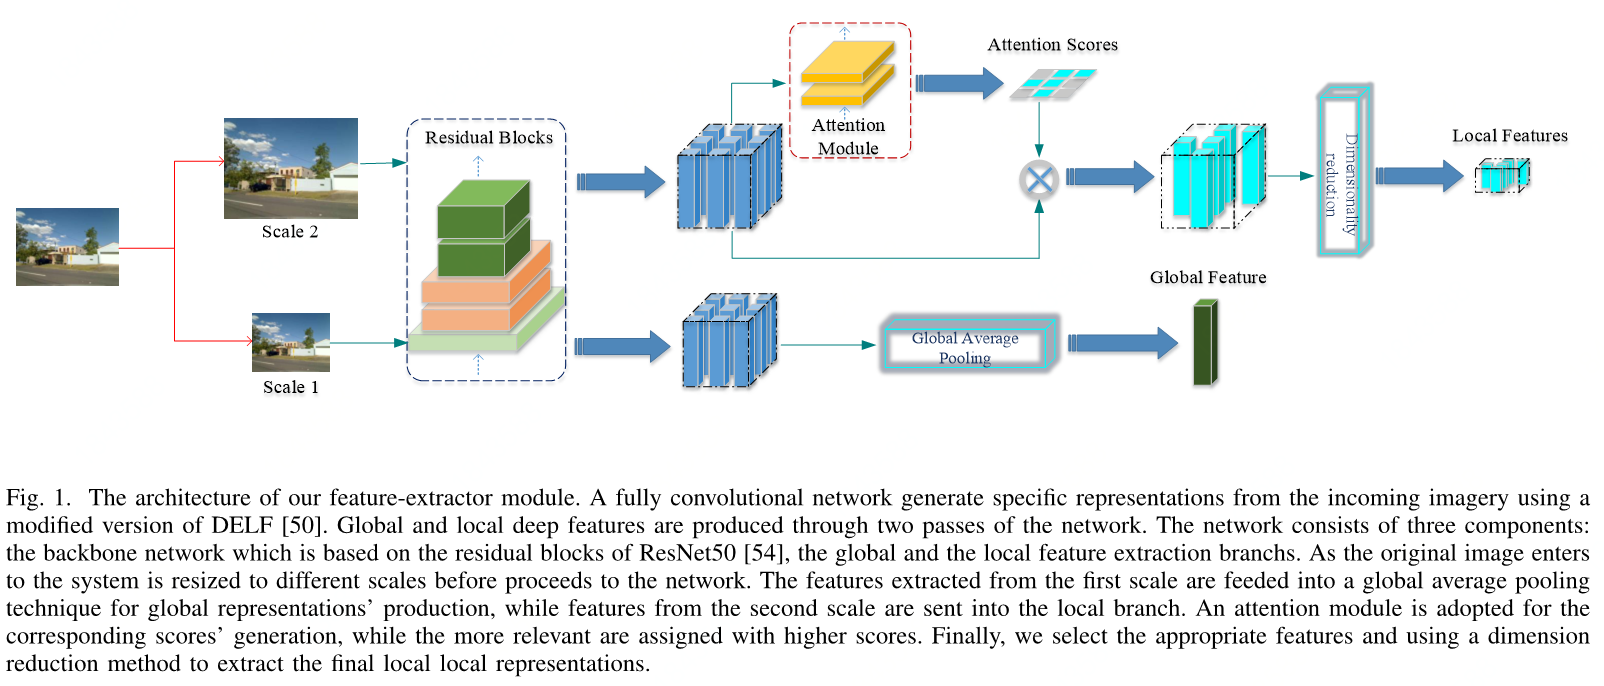 Attention Scores
Residual Blocks
Attention
Module
Dimensionality
reduction
Local Features
Scale 2
Global Feature
Global Average
Pooling
Scale 1
Fig. 1. The architecture of our feature-extractor module. A fully convolutional network generate specific representations from the incoming imagery using a
modified version of DELF [50]. Global and local deep features are produced through two passes of the network. The network consists of three components:
the backbone network which is based on the residual blocks of ResNet50 [54], the global and the local feature extraction branchs. As the original image enters
to the system is resized to different scales before proceeds to the network. The features extracted from the first scale are feeded into a global average pooling
technique for global representations' production, while features from the second scale are sent into the local branch. An attention module is adopted for the
corresponding scores' generation, while the more relevant are assigned with higher scores. Finally, we select the appropriate features and using a dimension
reduction method to extract the final local local representations.